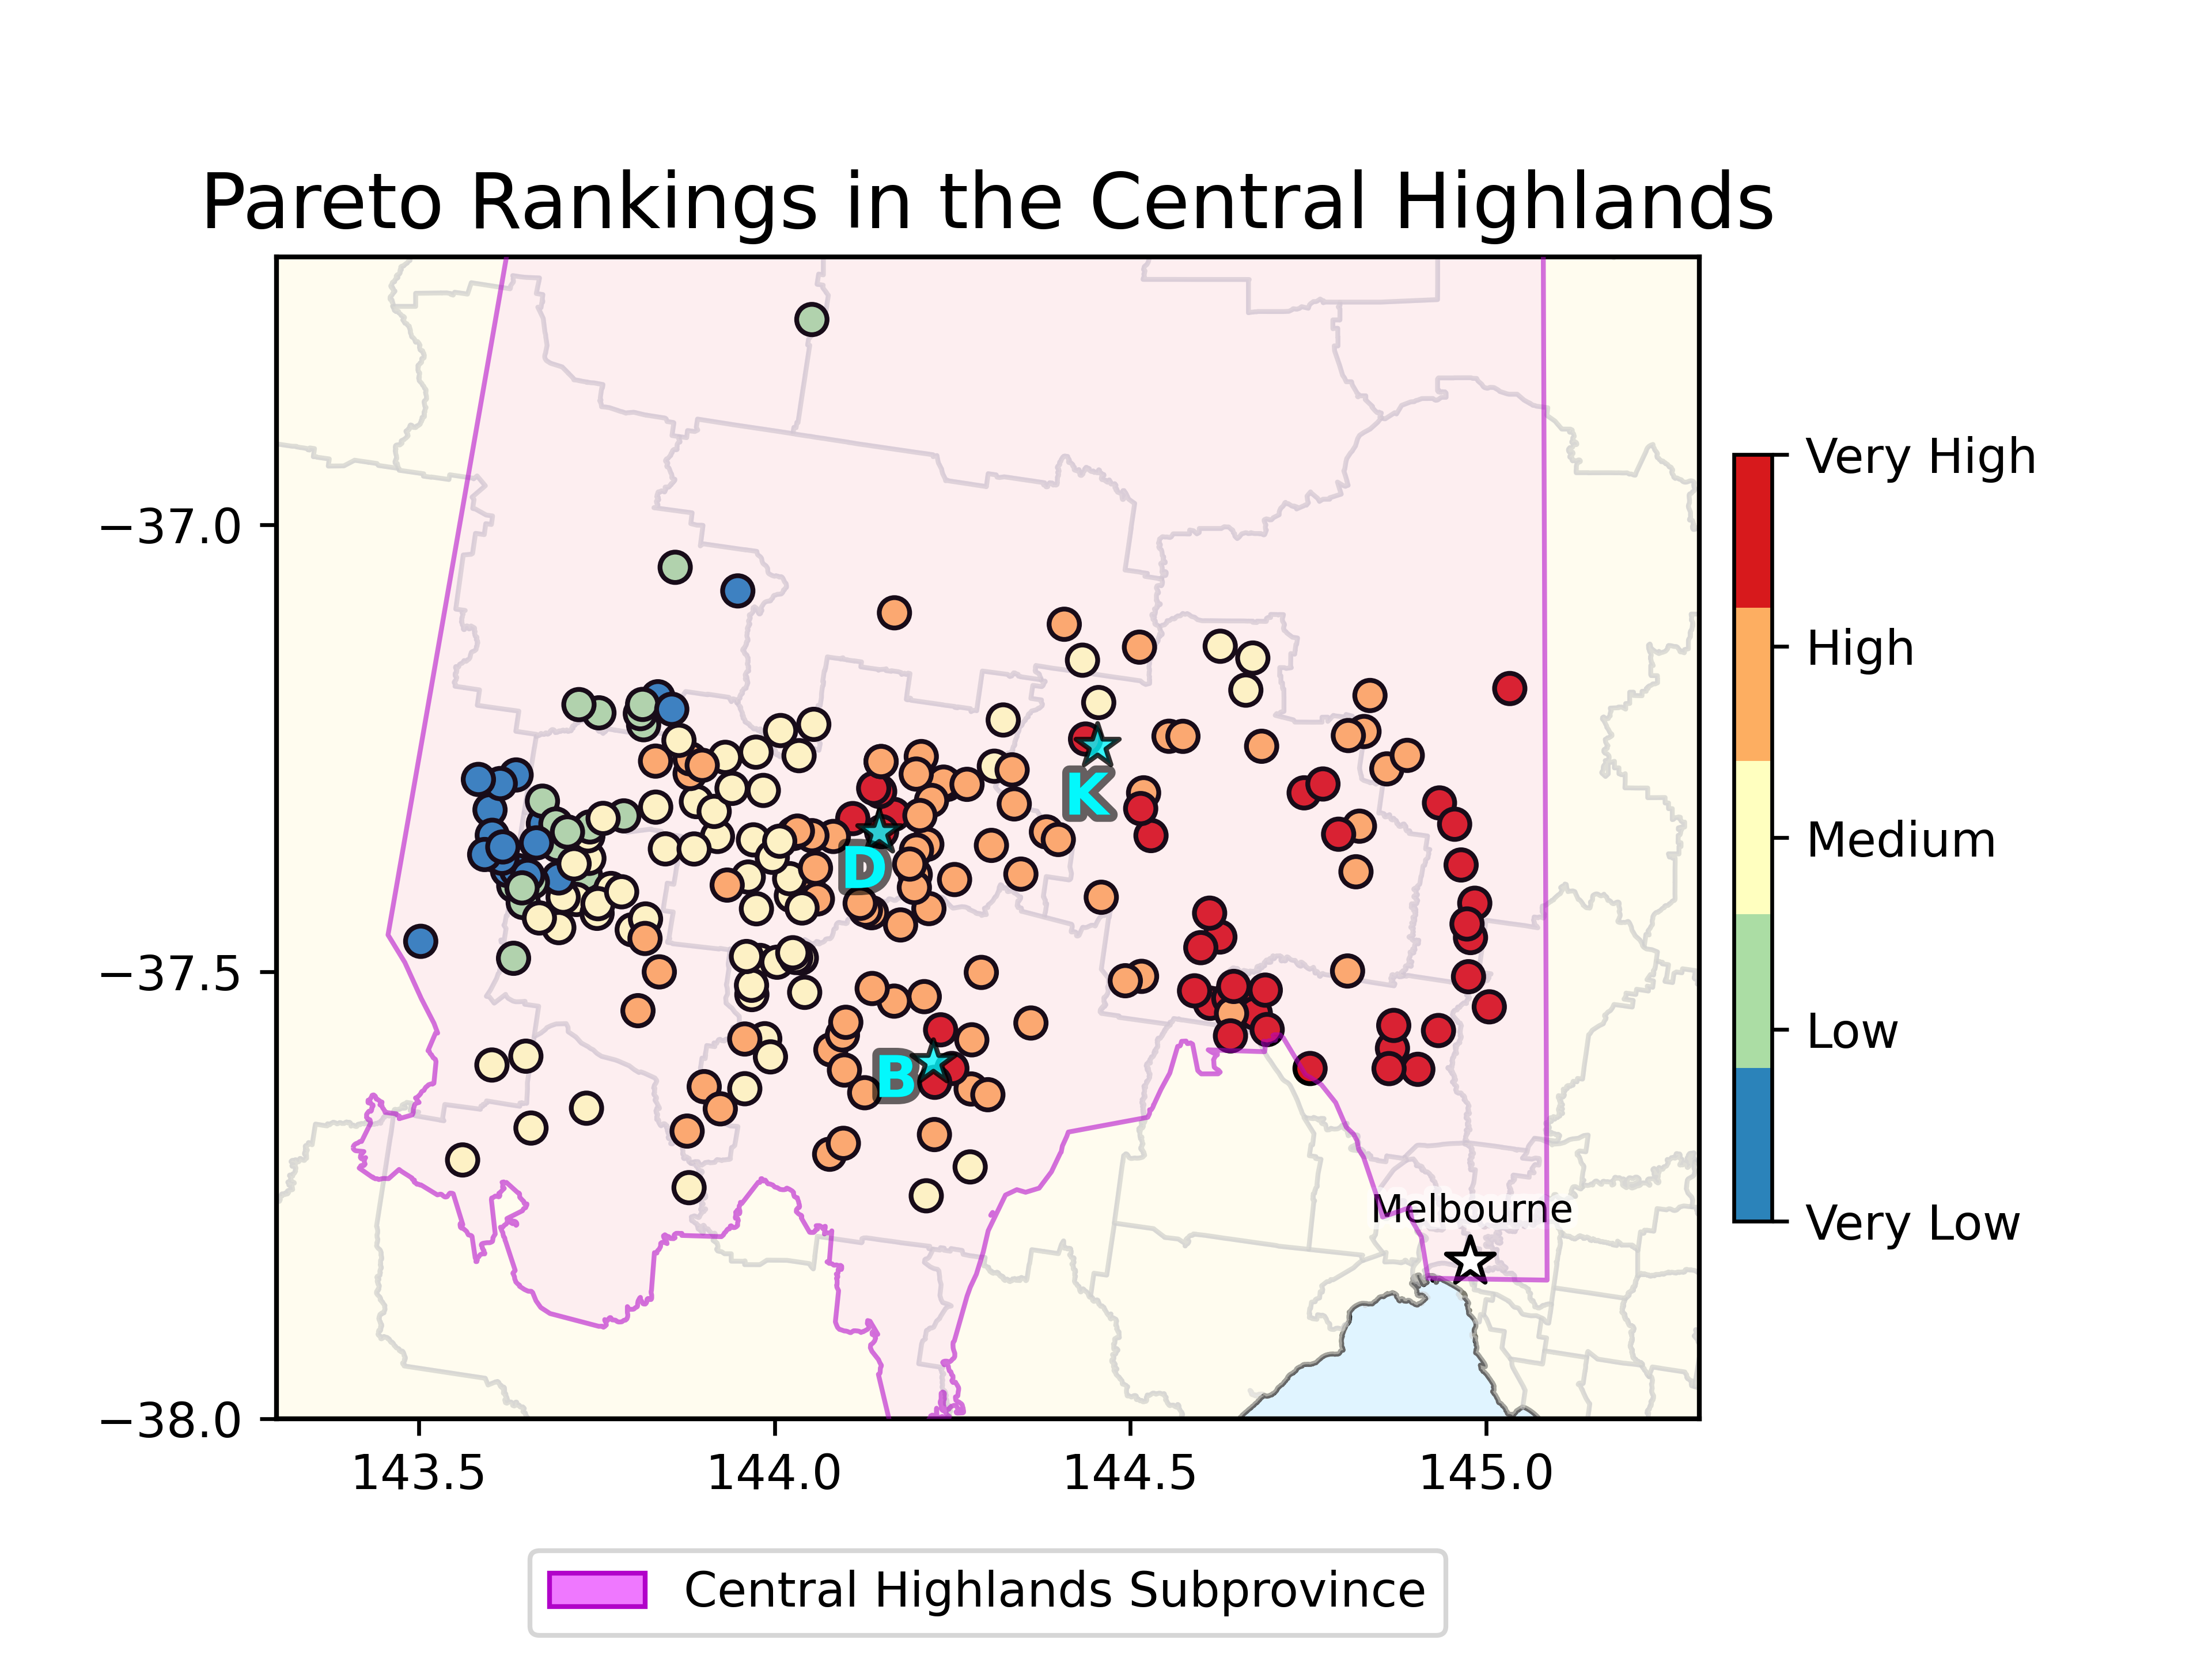 Pareto Rankings in the Central Highlands
−37.0
−37.5
−38.0
143.5
144.0
144.5
145.0
K
D
B
Melbourne
Very High
High
Medium
Low
Very Low
Central Highlands Subprovince